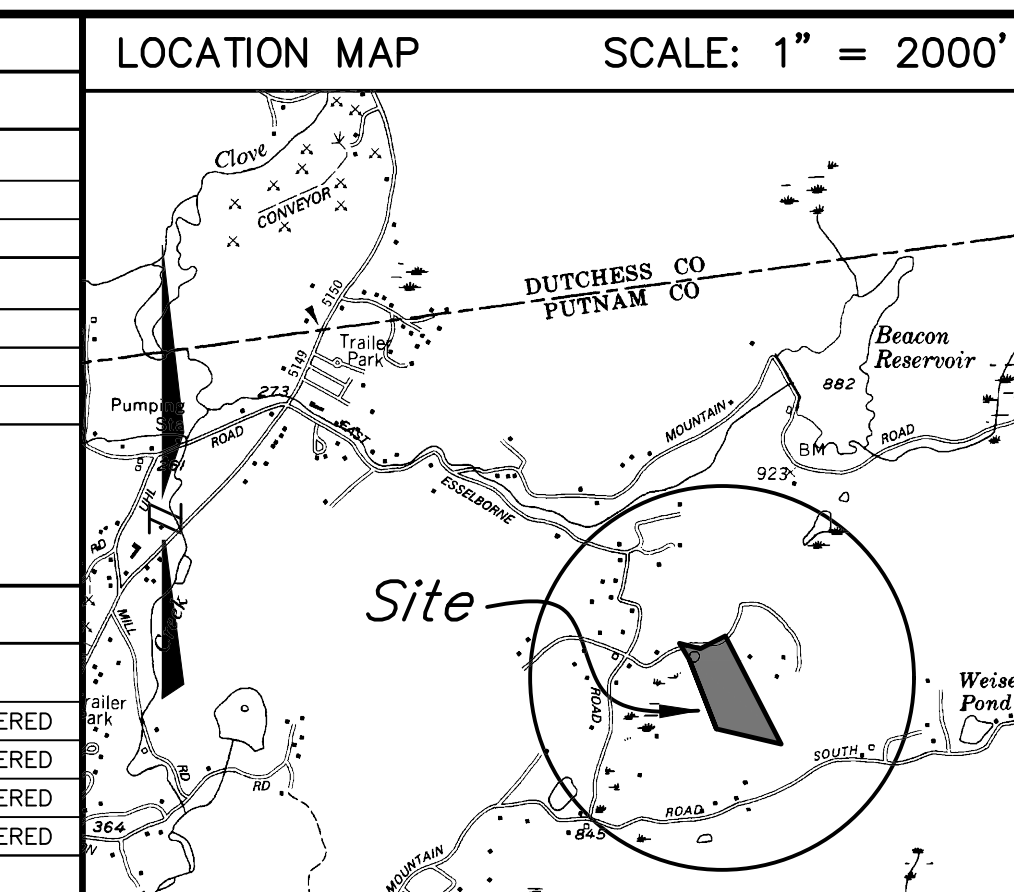 LOCATION MAP
SCALE: 1" = 2000'
Clove
CONVEYOR
DUTCHESS CO
PUTNAM CO
5150
Beacon
Reservoir
Trailer
Park
5149
882
273
Pumping
Sta
EAST
ROAD
MOUNTAIN
ROAD
BM
261
923
ESSELBORNE
UHL
N
RD
Site
MILL
Creek
railer
ark
ROAD
Weise
Pond
ERED
ERED
ERED
ERED
SOUTH
RD
RD
ROAD
364
845
MOUNTAIN